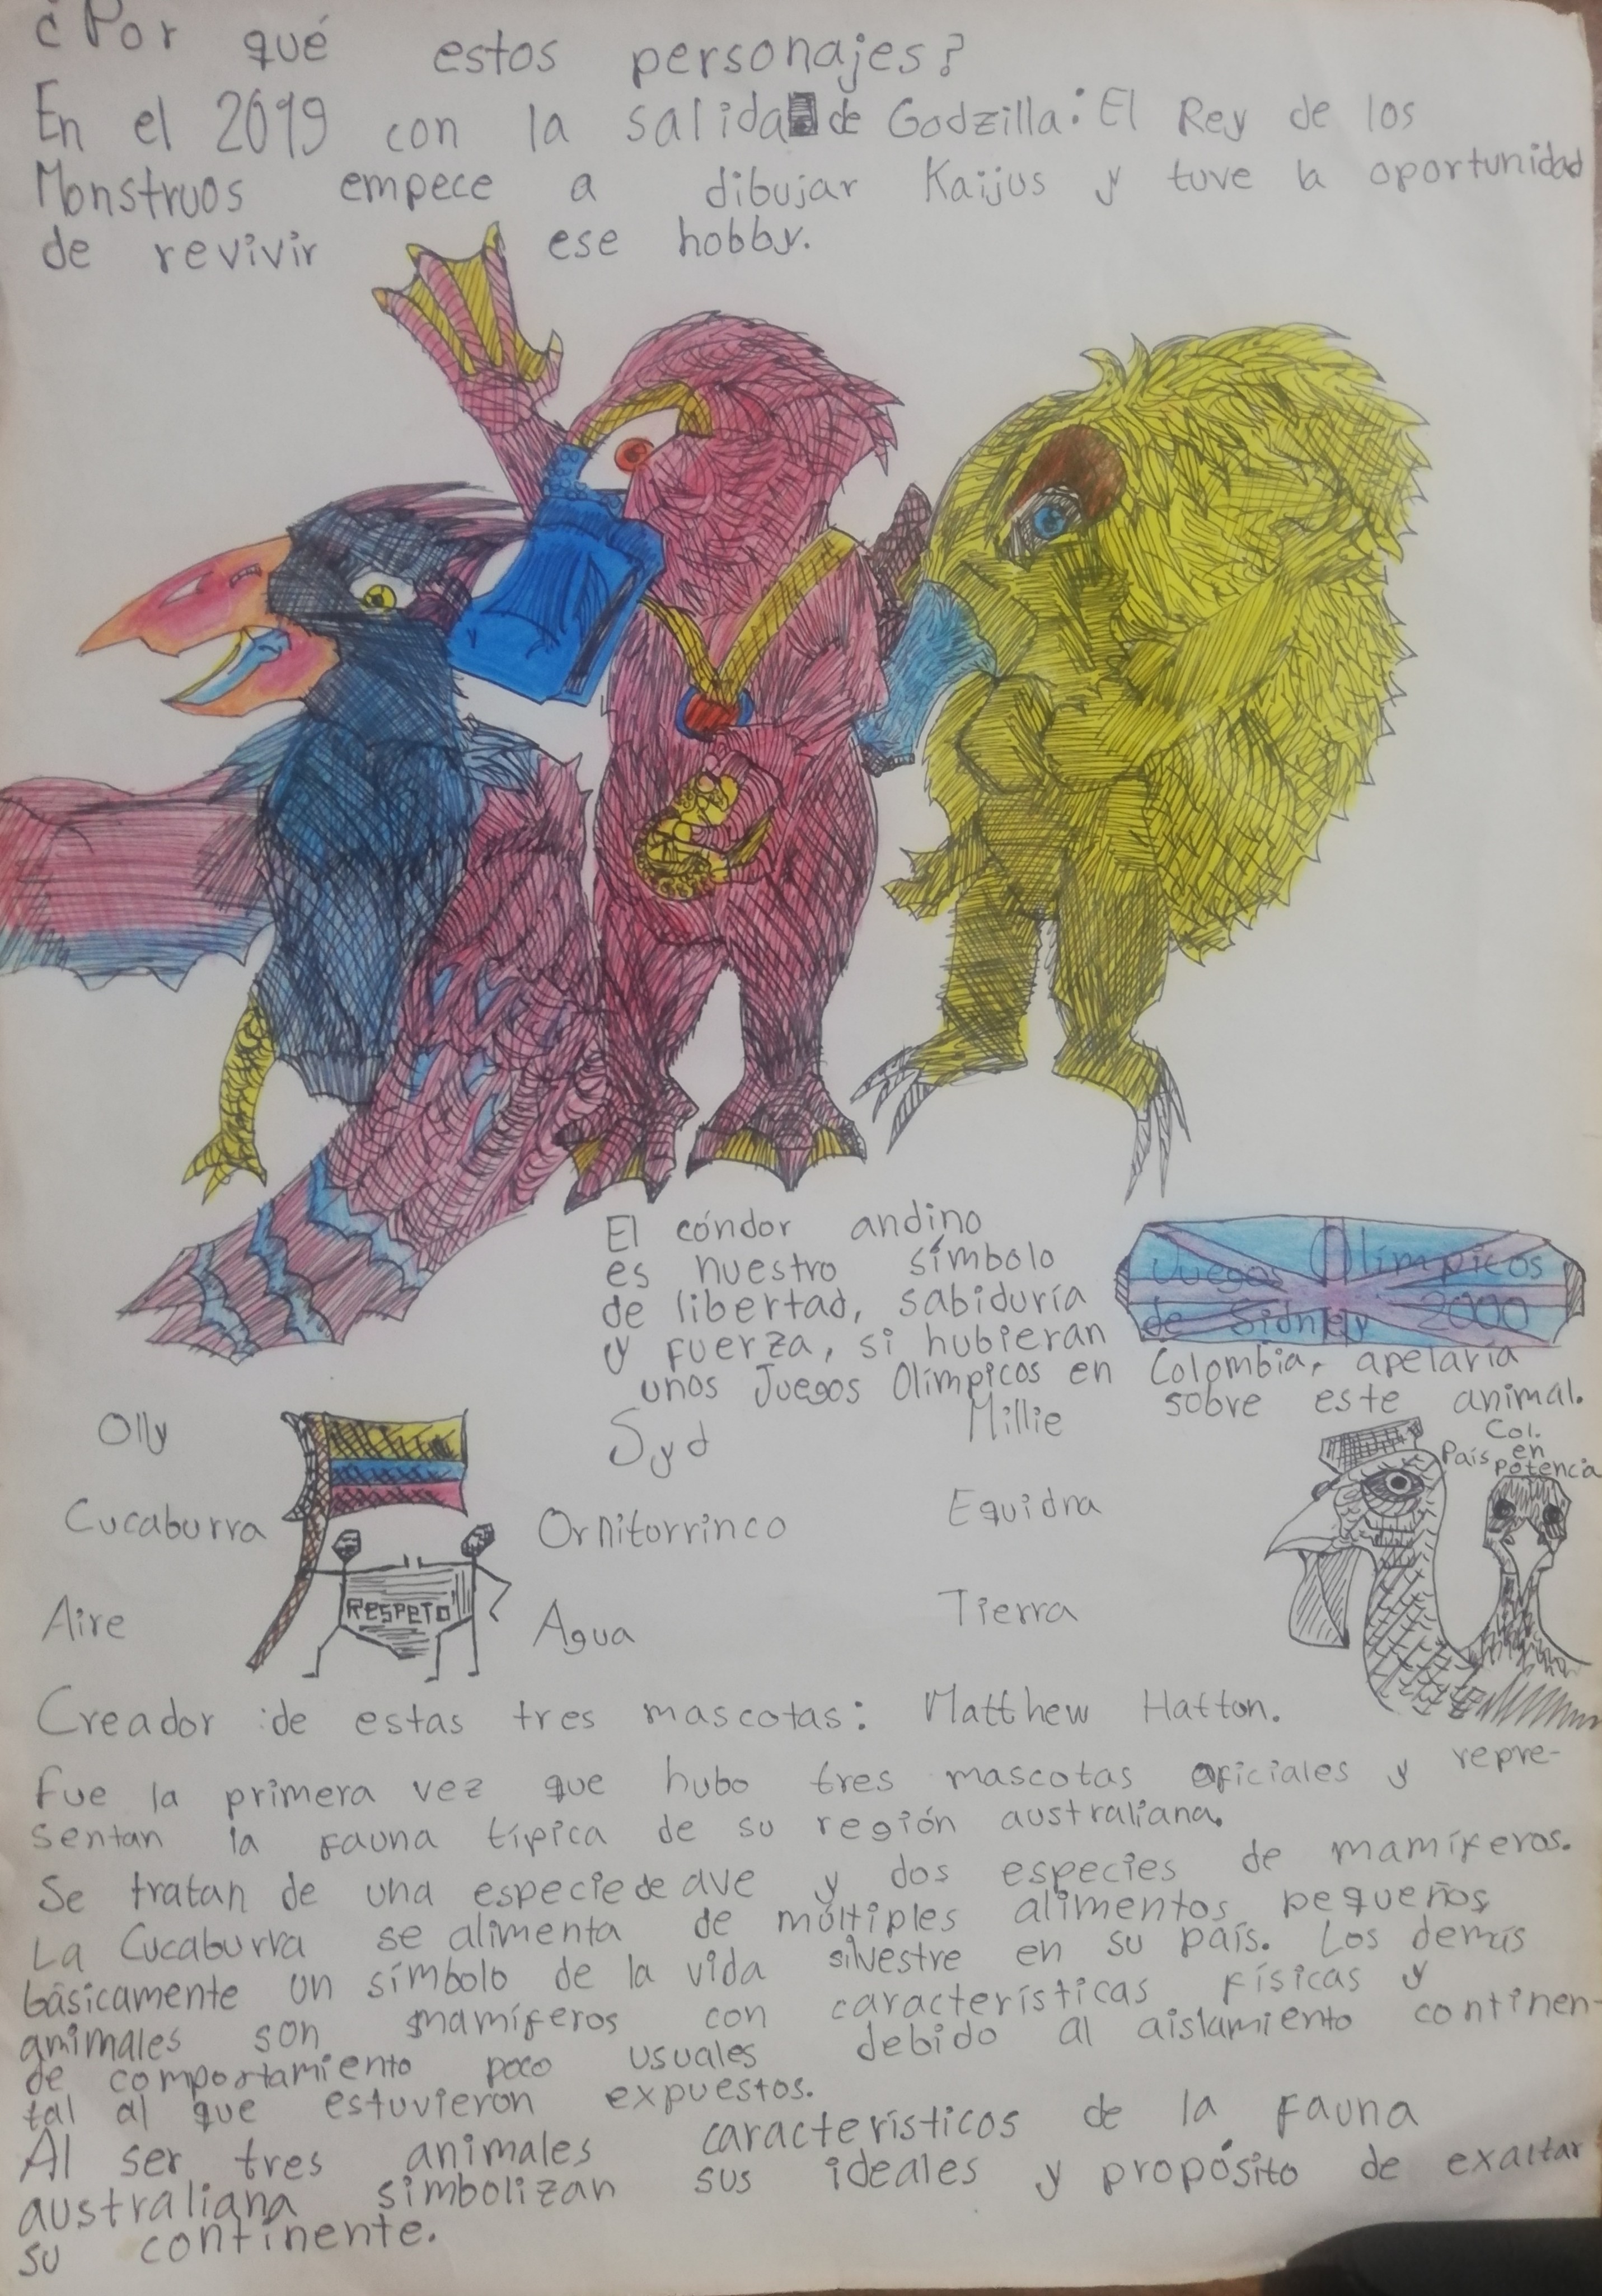 ¿Por qué estos personajes?
En el 2019 con la salida de Godzilla: El Rey de los
Monstruos empece a dibujar Kaijus y tuve la oportunidad
de revivir ese hobby.
El cóndor andino
es nuestro símbolo
de libertad, sabiduría
y fuerza, si hubieran
unos Juegos Olímpicos en Colombia, apelaría
sobre este animal.
Juegos Olímpicos
de Sidney 2000
Olly
Syd
Millie
Col.
País en
potencia
Cucaburra
Ornitorrinco
Equidna
RESPETO
Aire
Agua
Tierra
Creador de estas tres mascotas: Matthew Hatton.
Fue la primera vez que hubo tres mascotas oficiales y repre-
sentan la fauna típica de su región australiana.
Se tratan de una especie de ave y dos especies de mamíferos.
La Cucaburra se alimenta de múltiples alimentos pequeños,
básicamente un símbolo de la vida silvestre en su país. Los demás
animales son mamíferos con características físicas y
de comportamiento poco usuales debido al aislamiento continen-
tal al que estuvieron expuestos.
Al ser tres animales característicos de la fauna
australiana simbolizan sus ideales y propósito de exaltar
su continente.